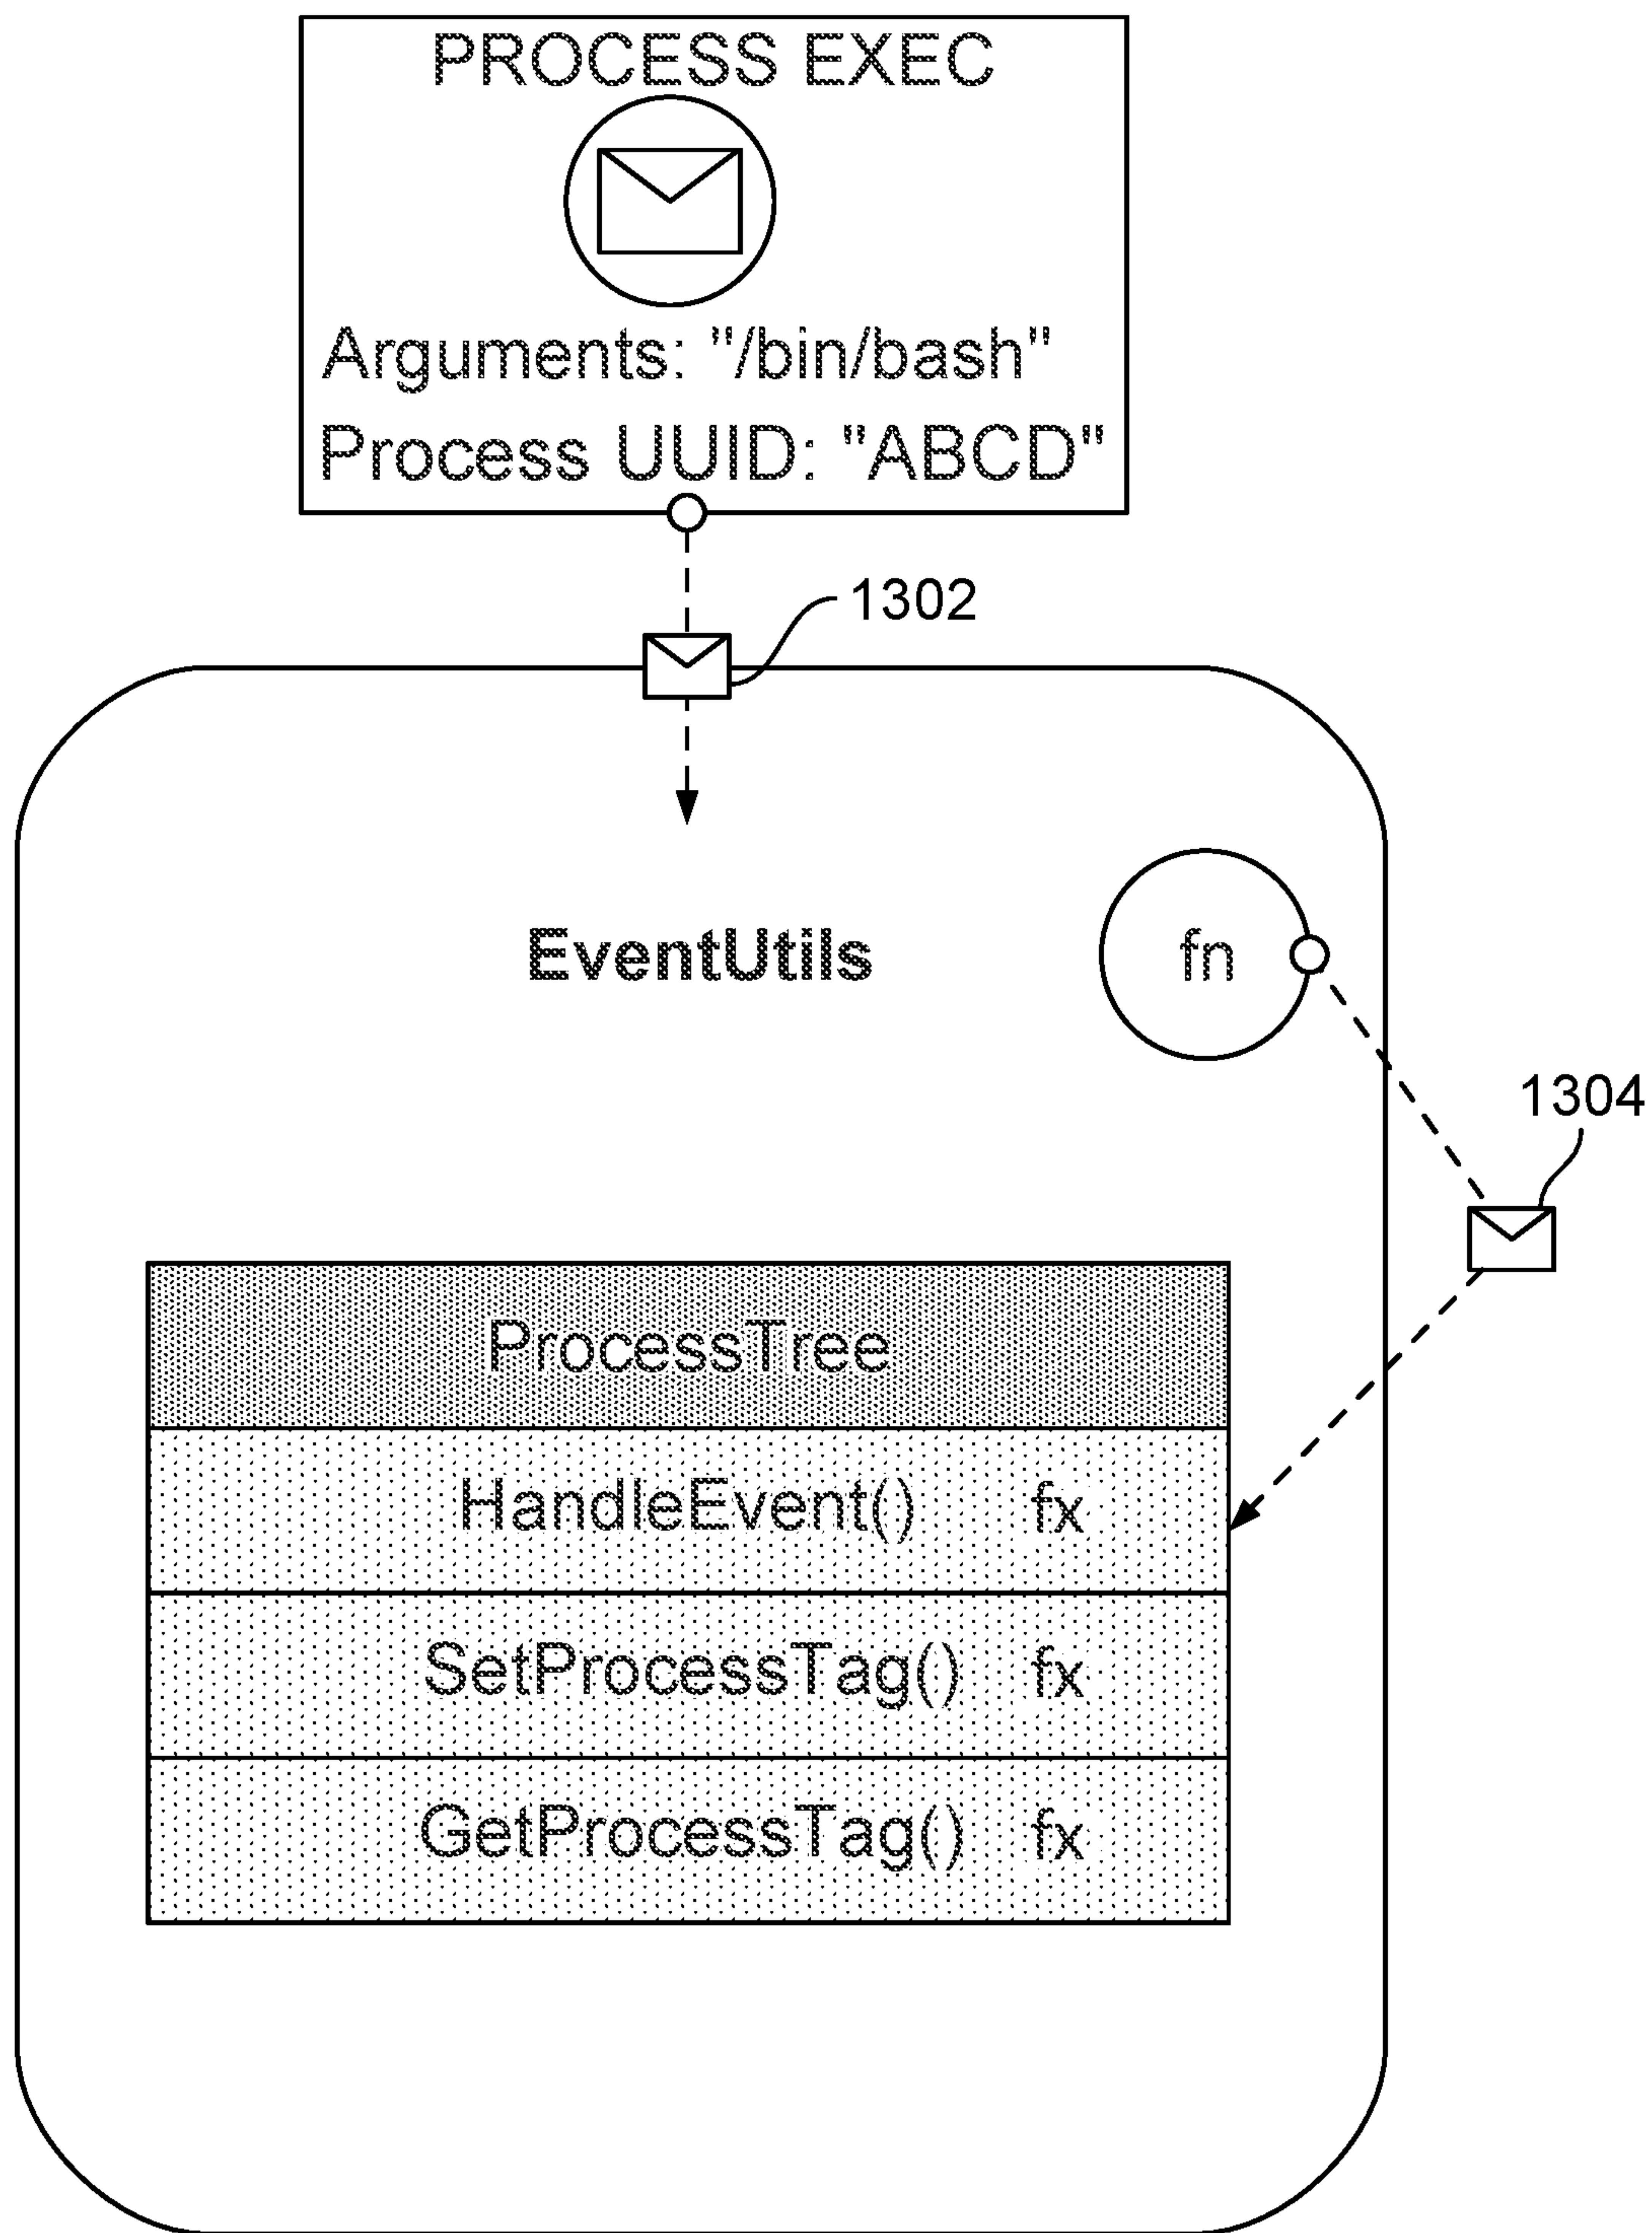 PROCESS EXEC
Arguments: "/bin/bash"
Process UUID: "ABCD"
1302
EventUtils
fn
1304
ProcessTree
HandleEvent() fx
SetProcessTag() fx
GetProcessTag() fx